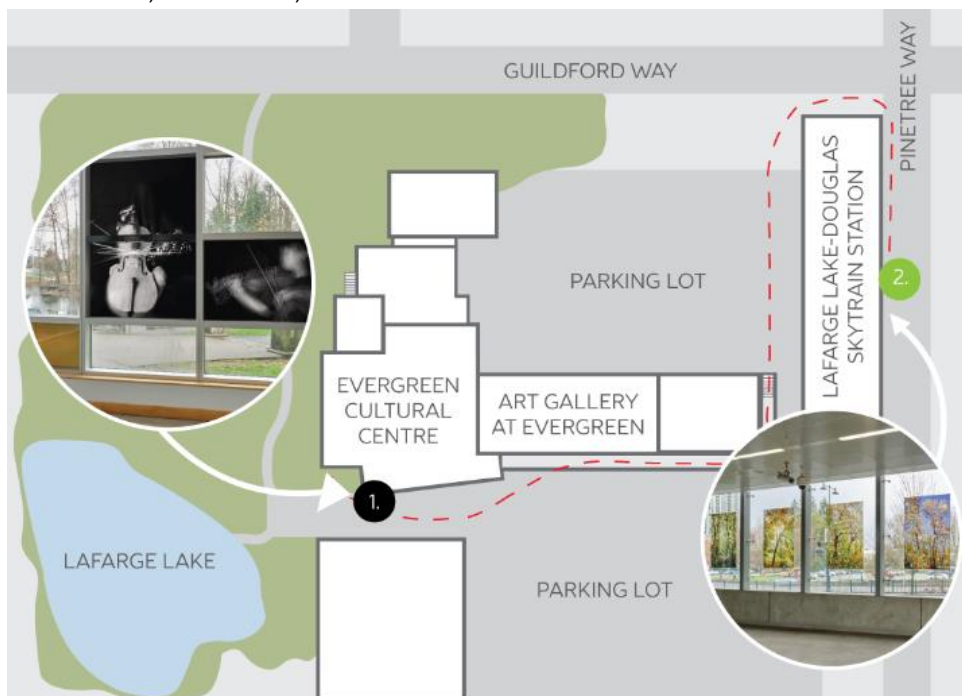 GUILDFORD WAY
PINETREE WAY
LAFARGE LAKE-DOUGLAS
SKYTRAIN STATION
PARKING LOT
2.
EVERGREEN
CULTURAL
CENTRE
ART GALLERY
AT EVERGREEN
1.
LAFARGE LAKE
PARKING LOT